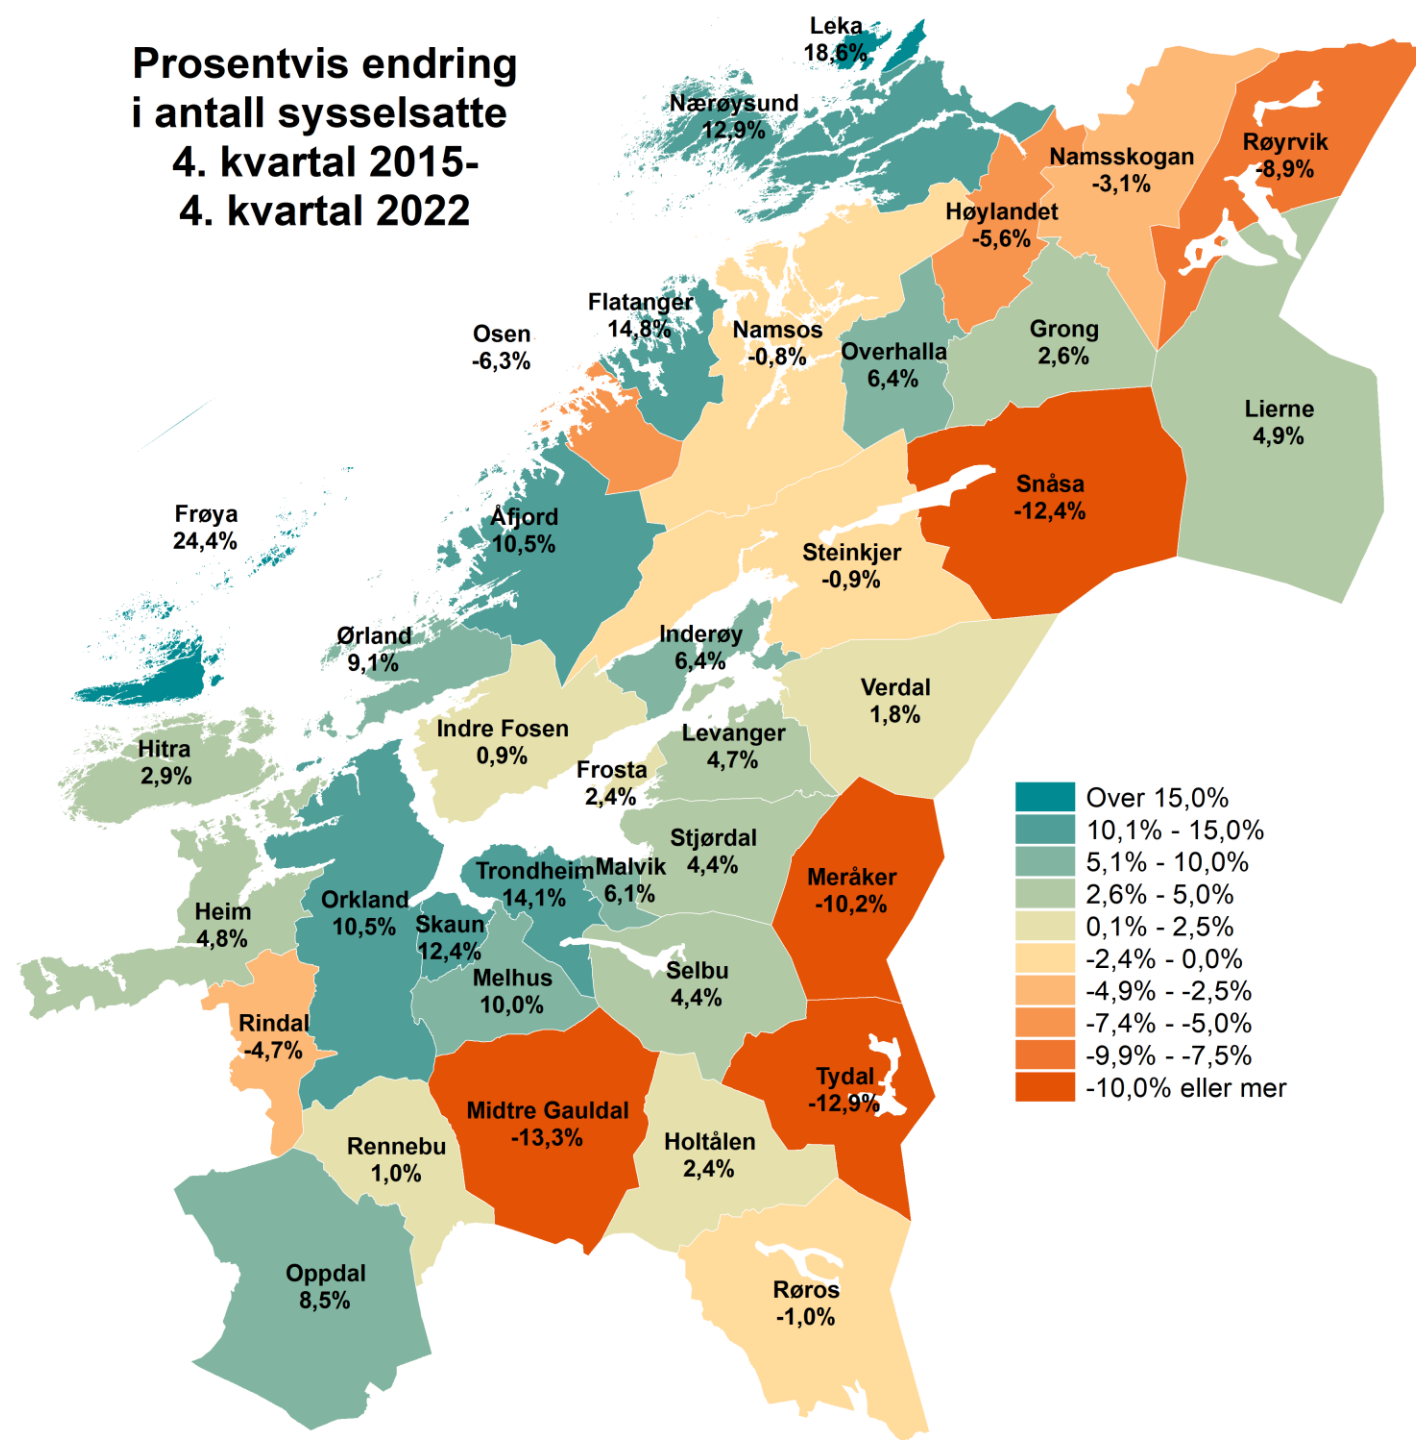 Prosentvis endring
i antall sysselsatte
4. kvartal 2015-
4. kvartal 2022
Leka
18,6%
Nærøysund
12,9%
Røyrvik
-8,9%
Namsskogan
-3,1%
Høylandet
-5,6%
Flatanger
14,8%
Osen
-6,3%
Namsos
-0,8%
Overhalla
6,4%
Grong
2,6%
Lierne
4,9%
Snåsa
-12,4%
Frøya
24,4%
Åfjord
10,5%
Steinkjer
-0,9%
Ørland
9,1%
Inderøy
6,4%
Verdal
1,8%
Indre Fosen
0,9%
Levanger
4,7%
Hitra
2,9%
Frosta
2,4%
Stjørdal
4,4%
Trondheim
14,1%
Malvik
6,1%
Meråker
-10,2%
Orkland
10,5%
Heim
4,8%
Skaun
12,4%
Melhus
10,0%
Selbu
4,4%
Rindal
-4,7%
Tydal
-12,9%
Midtre Gauldal
-13,3%
Rennebu
1,0%
Holtålen
2,4%
Oppdal
8,5%
Røros
-1,0%
Over 15,0%
10,1% - 15,0%
5,1% - 10,0%
2,6% - 5,0%
0,1% - 2,5%
-2,4% - 0,0%
-4,9% - -2,5%
-7,4% - -5,0%
-9,9% - -7,5%
-10,0% eller mer